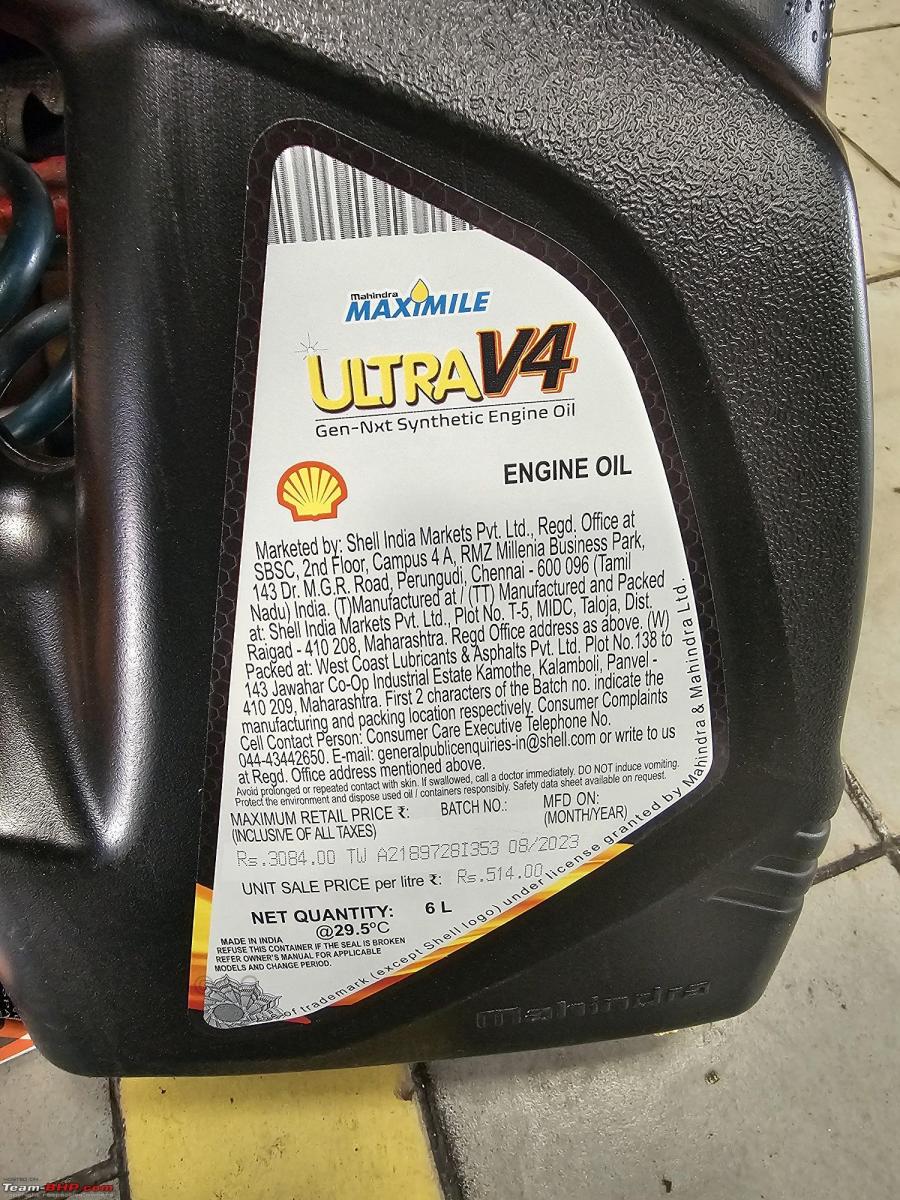 Mahindra
MAXIMILE
ULTRA V4
Gen-Nxt Synthetic Engine Oil
ENGINE OIL
Marketed by: Shell India Markets Pvt. Ltd., Regd. Office at
SBSC, 2nd Floor, Campus 4 A, RMZ Millenia Business Park,
143 Dr. M.G.R. Road, Perungudi, Chennai - 600 096 (Tamil
Nadu) India. (T)Manufactured at / (TT) Manufactured and Packed
at: Shell India Markets Pvt. Ltd., Plot No. T-5, MIDC, Taloja, Dist.
Raigad - 410 208, Maharashtra. Regd Office address as above. (W)
Packed at: West Coast Lubricants & Asphalts Pvt. Ltd. Plot No.138 to
143 Jawahar Co-Op Industrial Estate Kamothe, Kalamboli, Panvel -
410 209, Maharashtra. First 2 characters of the Batch no. indicate the
manufacturing and packing location respectively. Consumer Complaints
Cell Contact Person: Consumer Care Executive Telephone No.
044-43442650. E-mail: generalpublicenquiries-in@shell.com or write to us
at Regd. Office address mentioned above.
Avoid prolonged or repeated contact with skin. If swallowed, call a doctor immediately. DO NOT induce vomiting.
Protect the environment and dispose used oil / containers responsibly. Safety data sheet available on request.
MAXIMUM RETAIL PRICE ₹: BATCH NO.: MFD ON:
(INCLUSIVE OF ALL TAXES) (MONTH/YEAR)
Rs.3084.00 TW A2189728I353 08/2023
UNIT SALE PRICE per litre ₹: Rs.514.00
NET QUANTITY: 6 L
@29.5ºC
MADE IN INDIA
REFUSE THIS CONTAINER IF THE SEAL IS BROKEN
REFER OWNER'S MANUAL FOR APPLICABLE
MODELS AND CHANGE PERIOD.
of trademark (except Shell logo) under license granted by Mahindra & Mahindra Ltd.
Mahindra
HOSTED ON
Team-BHP.com
copyright respective owners